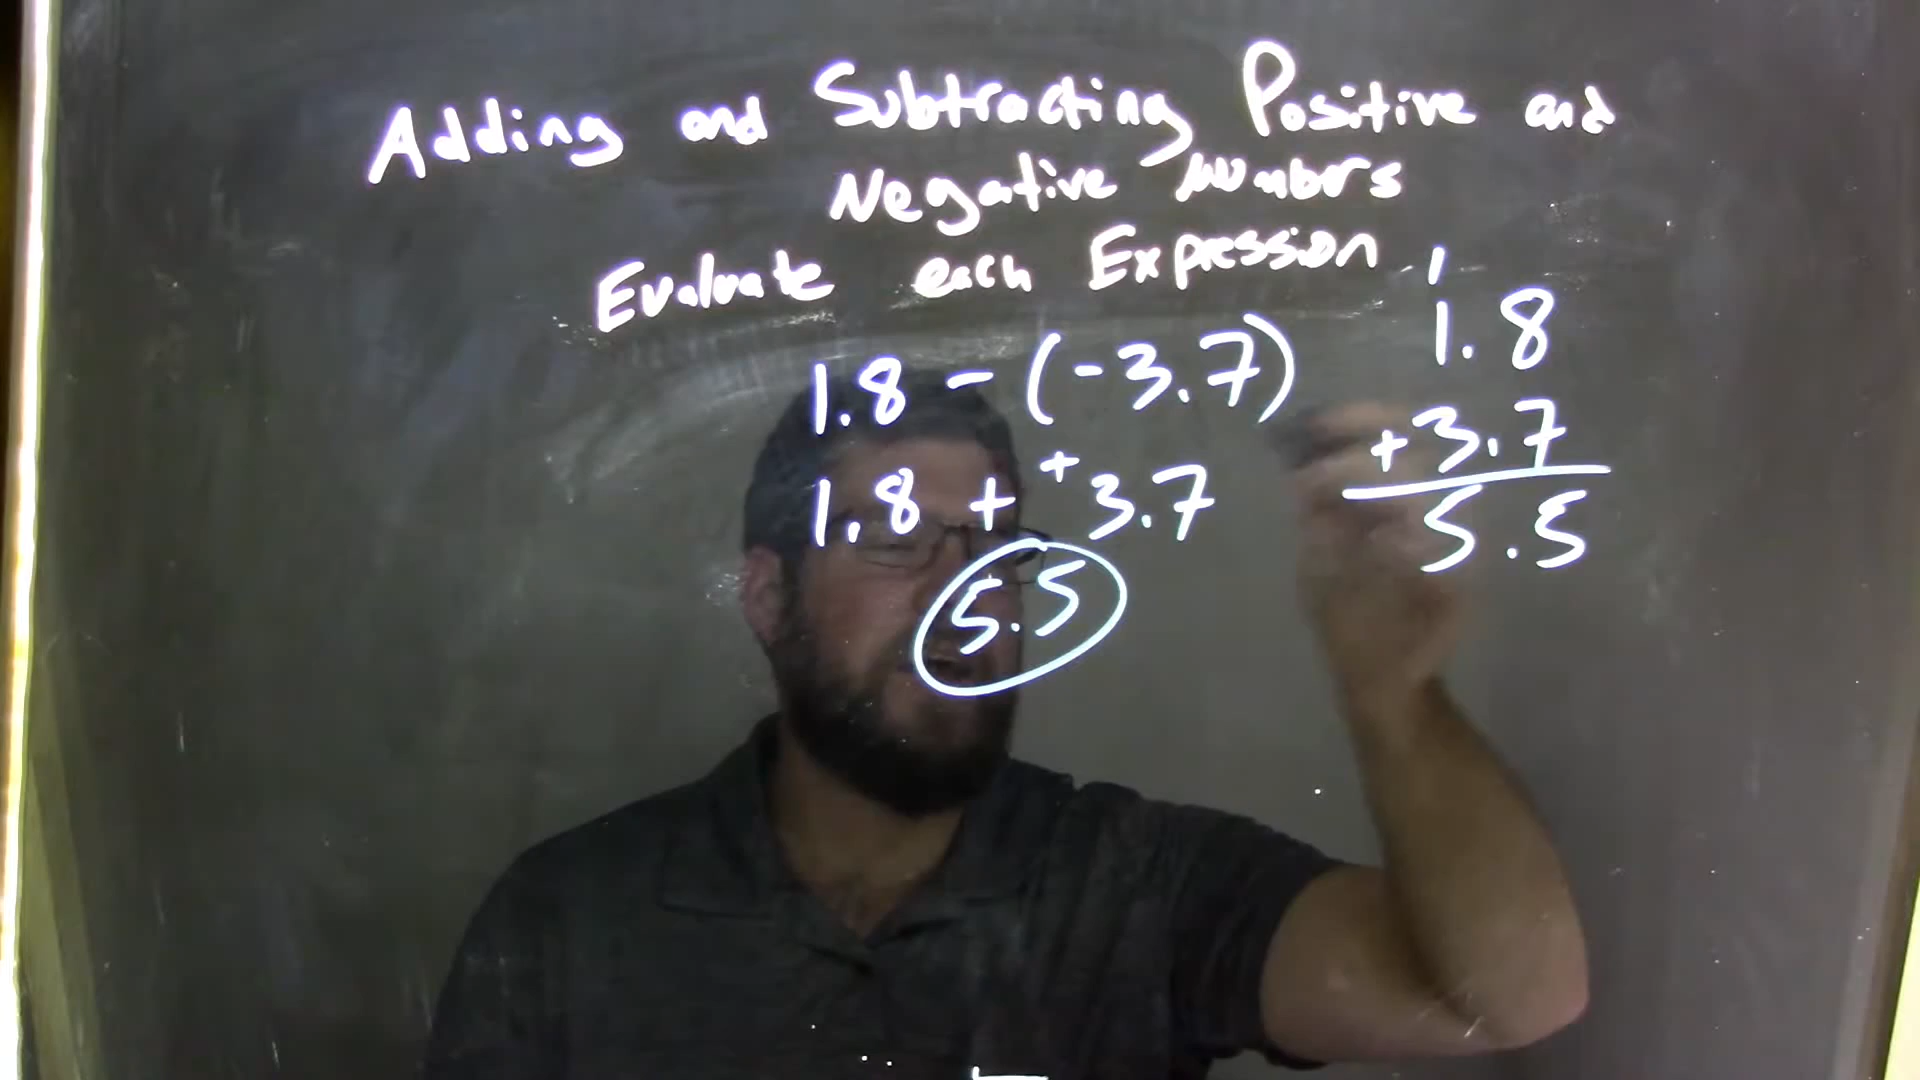 Adding and Subtracting Positive and
Negative Numbers
Evaluate each Expression
1.8 - (-3.7)
1.8 + +3.7
5.5
1
1.8
+3.7
5.5